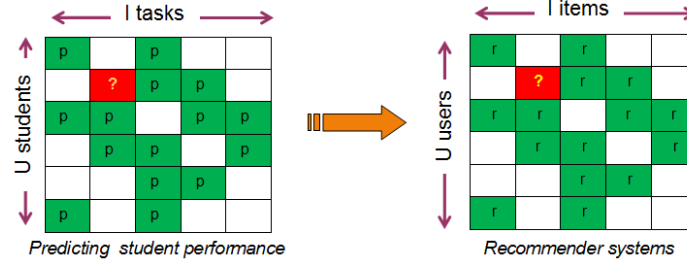 I tasks
U students
p p
? p p
p p p p
p p p
p p
p p
Predicting student performance
I items
U users
r r
? r r
r r r r
r r r
r r
r r
Recommender systems